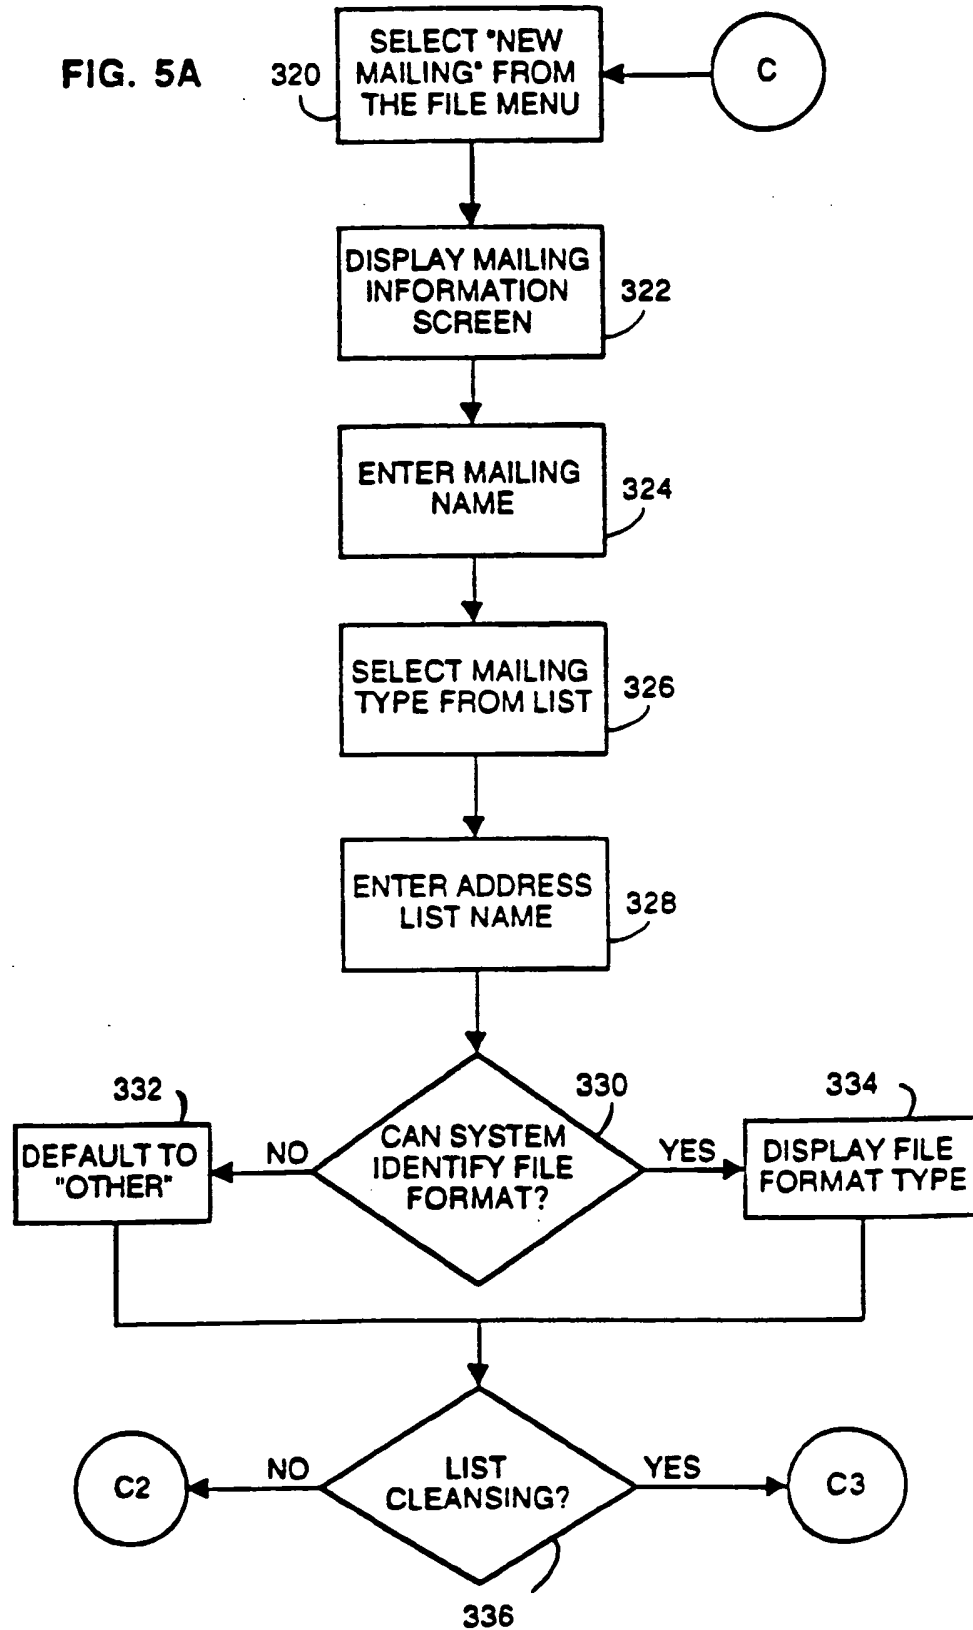 FIG. 5A
320
SELECT "NEW
MAILING" FROM
THE FILE MENU
C
DISPLAY MAILING
INFORMATION
SCREEN
322
ENTER MAILING
NAME
324
SELECT MAILING
TYPE FROM LIST
326
ENTER ADDRESS
LIST NAME
328
332
DEFAULT TO
"OTHER"
NO
330
CAN SYSTEM
IDENTIFY FILE
FORMAT?
YES
334
DISPLAY FILE
FORMAT TYPE
C2
NO
LIST
CLEANSING?
YES
C3
336